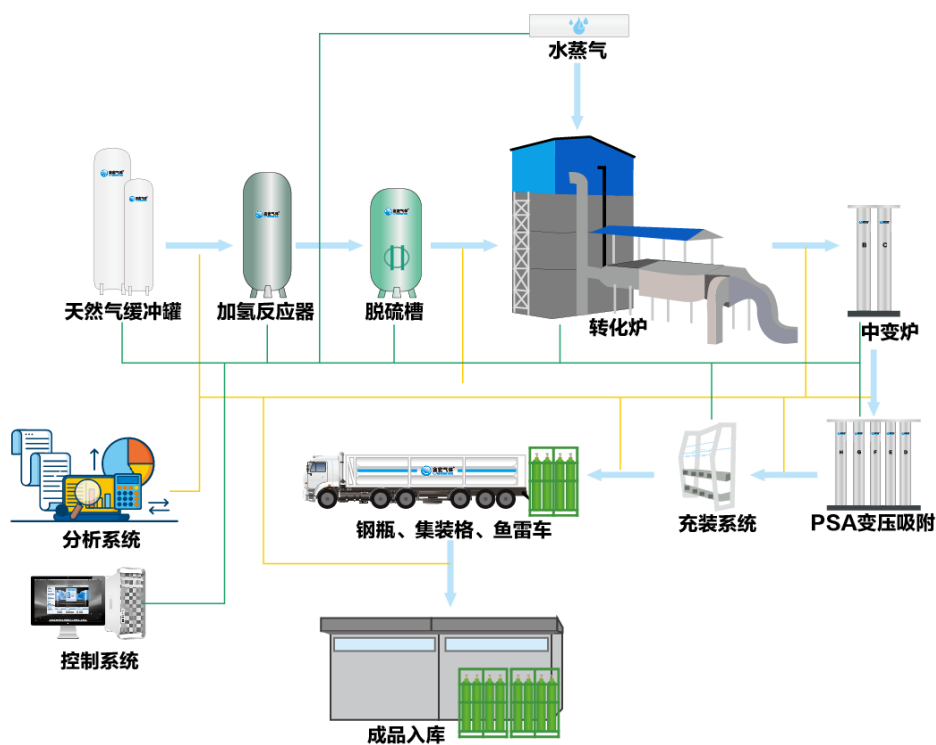 水蒸气
天然气缓冲罐
加氢反应器
脱硫槽
转化炉
B
C
中变炉
分析系统
钢瓶、集装格、鱼雷车
充装系统
H
G
F
E
D
PSA变压吸附
控制系统
成品入库